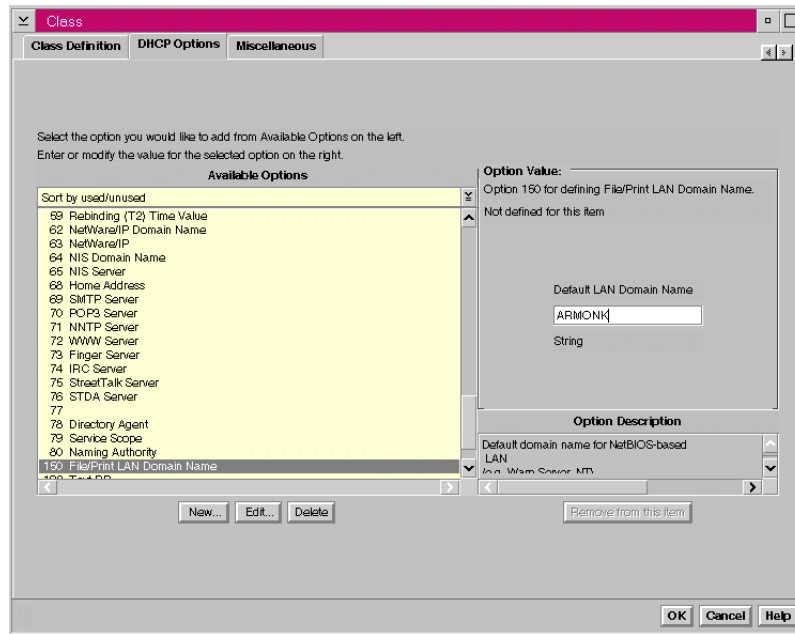 Class
Class Definition DHCP Options Miscellaneous
Select the option you would like to add from Available Options on the left.
Enter or modify the value for the selected option on the right.
Available Options
Sort by used/unused
59 Rebinding (T2) Time Value
62 NetWare/IP Domain Name
63 NetWare/IP
64 NIS Domain Name
65 NIS Server
68 Home Address
69 SMTP Server
70 POP3 Server
71 NNTP Server
72 WWW Server
73 Finger Server
74 IRC Server
75 StreetTalk Server
76 STDA Server
77
78 Directory Agent
79 Service Scope
80 Naming Authority
150 File/Print LAN Domain Name
New... Edit... Delete
Option Value:
Option 150 for defining File/Print LAN Domain Name.
Not defined for this item
Default LAN Domain Name
ARMONK
String
Option Description
Default domain name for NetBIOS-based
LAN
(e.g. Warp Server, NT)
Remove from this item
OK Cancel Help